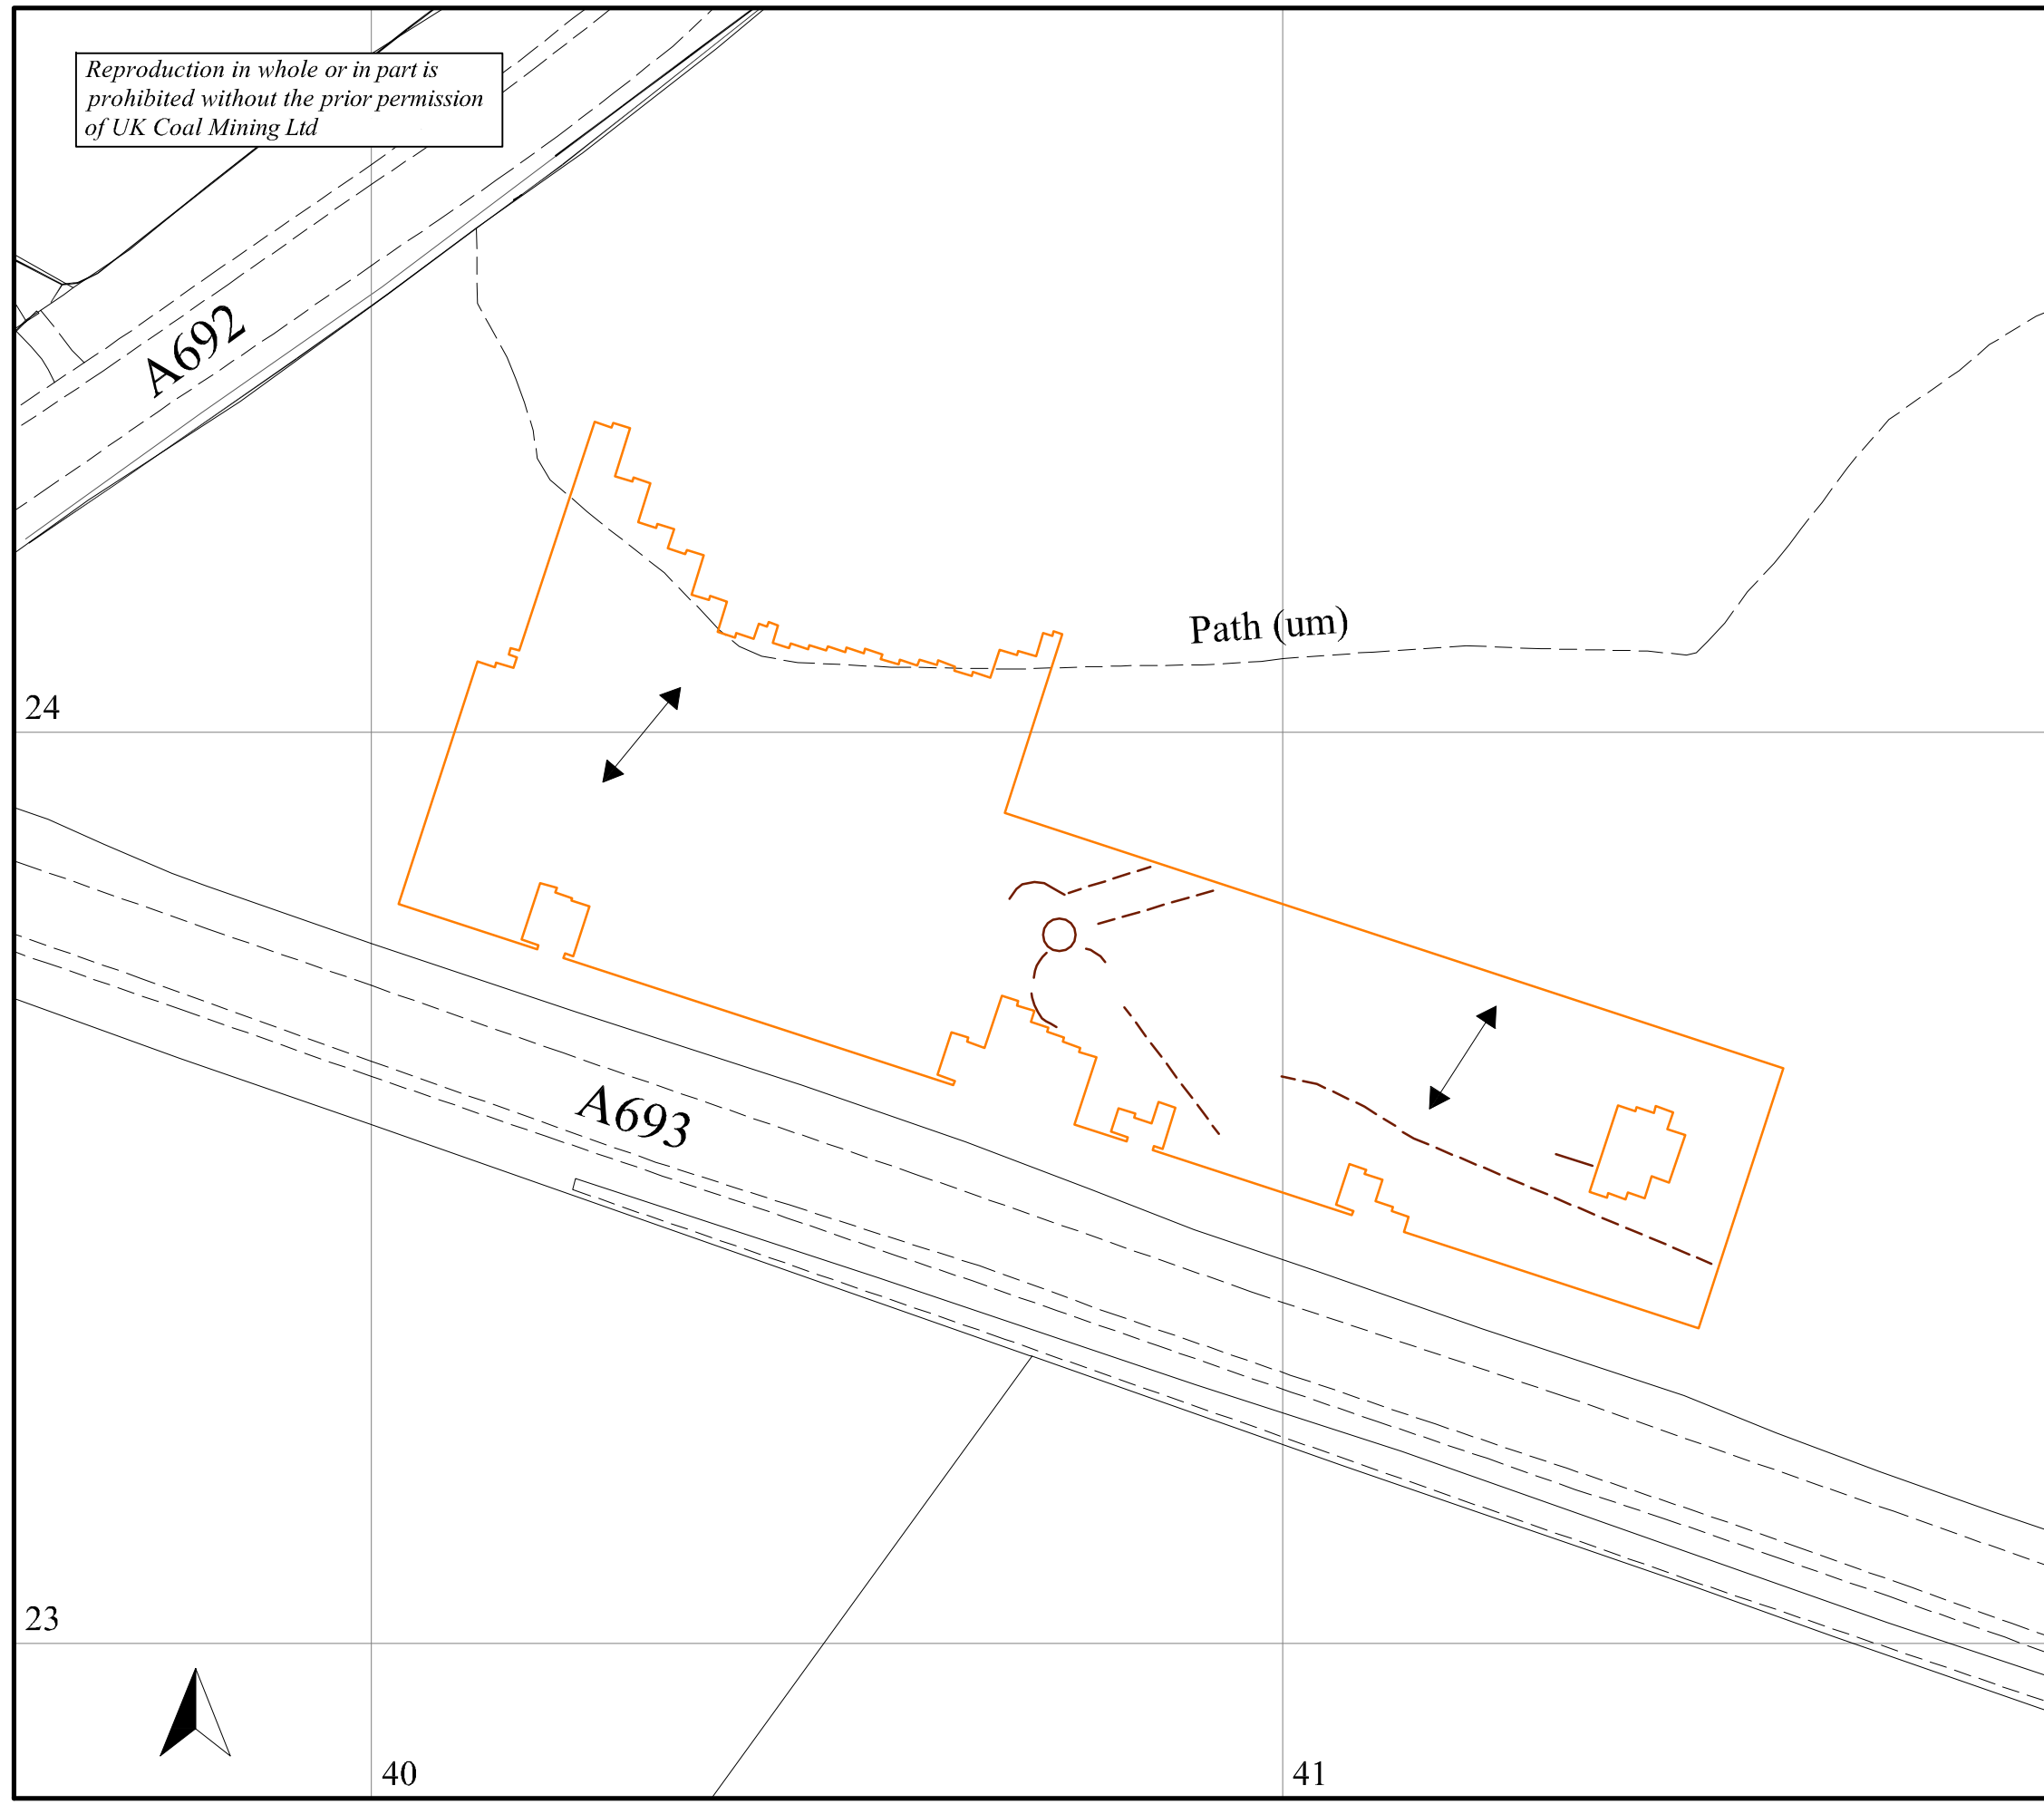 Reproduction in whole or in part is
prohibited without the prior permission
of UK Coal Mining Ltd
A692
Path (um)
24
A693
23
40
41